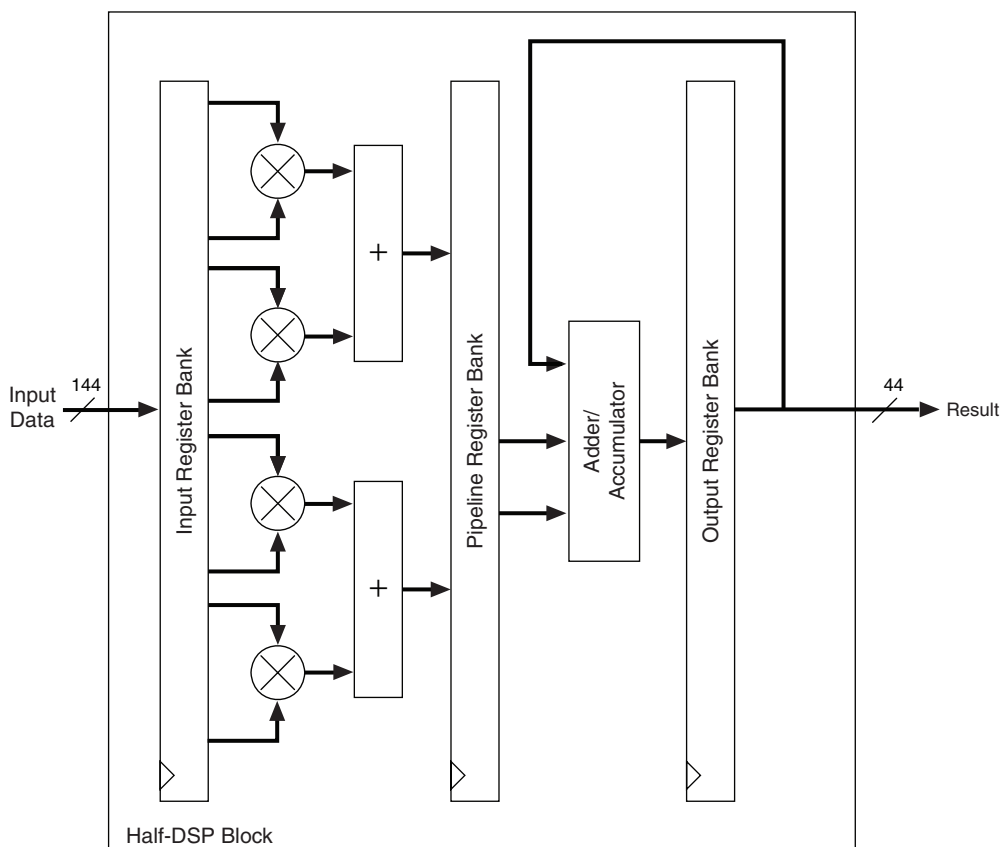 Input
Data
144
Input Register Bank
+
+
Pipeline Register Bank
Adder/
Accumulator
Output Register Bank
44
Result
Half-DSP Block